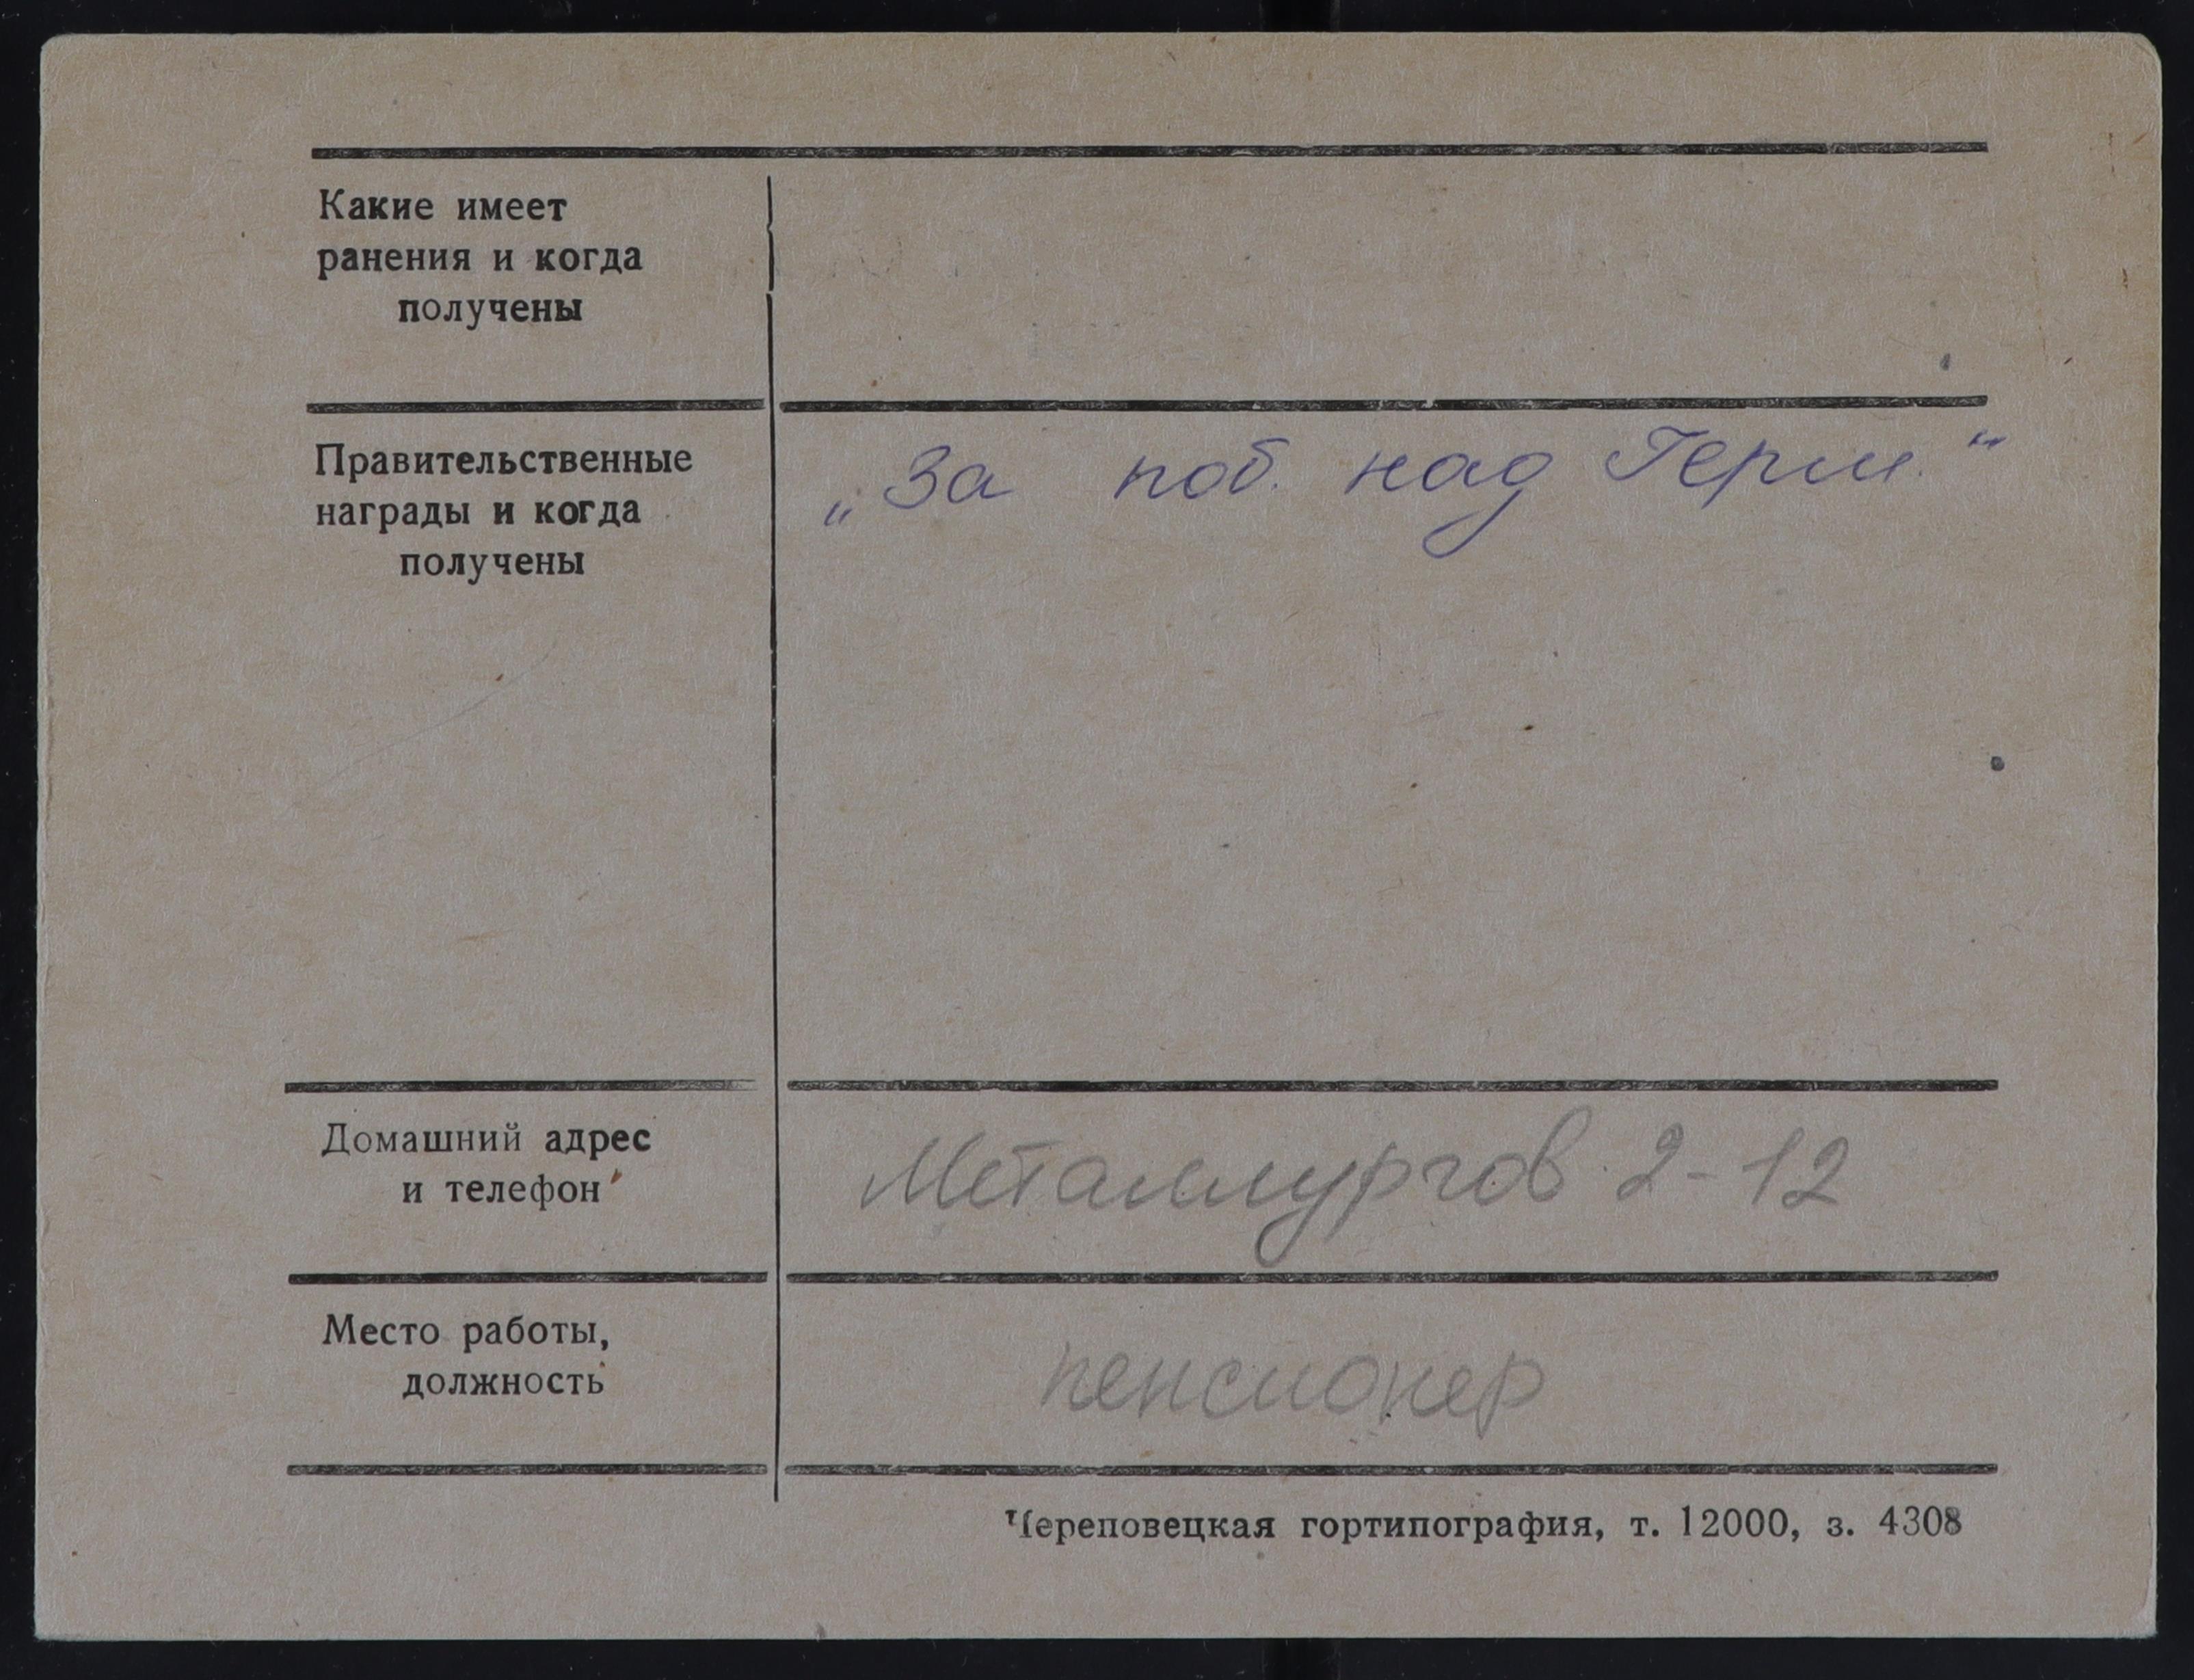 Какие имеет
ранения и когда
получены
Правительственные
награды и когда
получены
„За поб. над Герм.“
Домашний адрес
и телефон
Металлургов 2-12
Место работы,
должность
пенсионер
Череповецкая гортипография, т. 12000, з. 4308